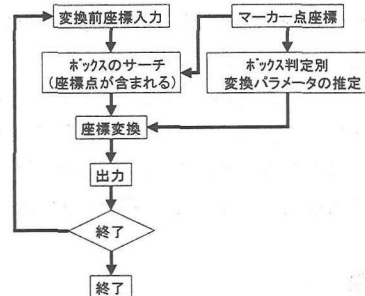 変換前座標入力
マーカー点座標
ボックスのサーチ
(座標点が含まれる)
ボックス判定別
変換パラメータの推定
座標変換
出力
終了
終了